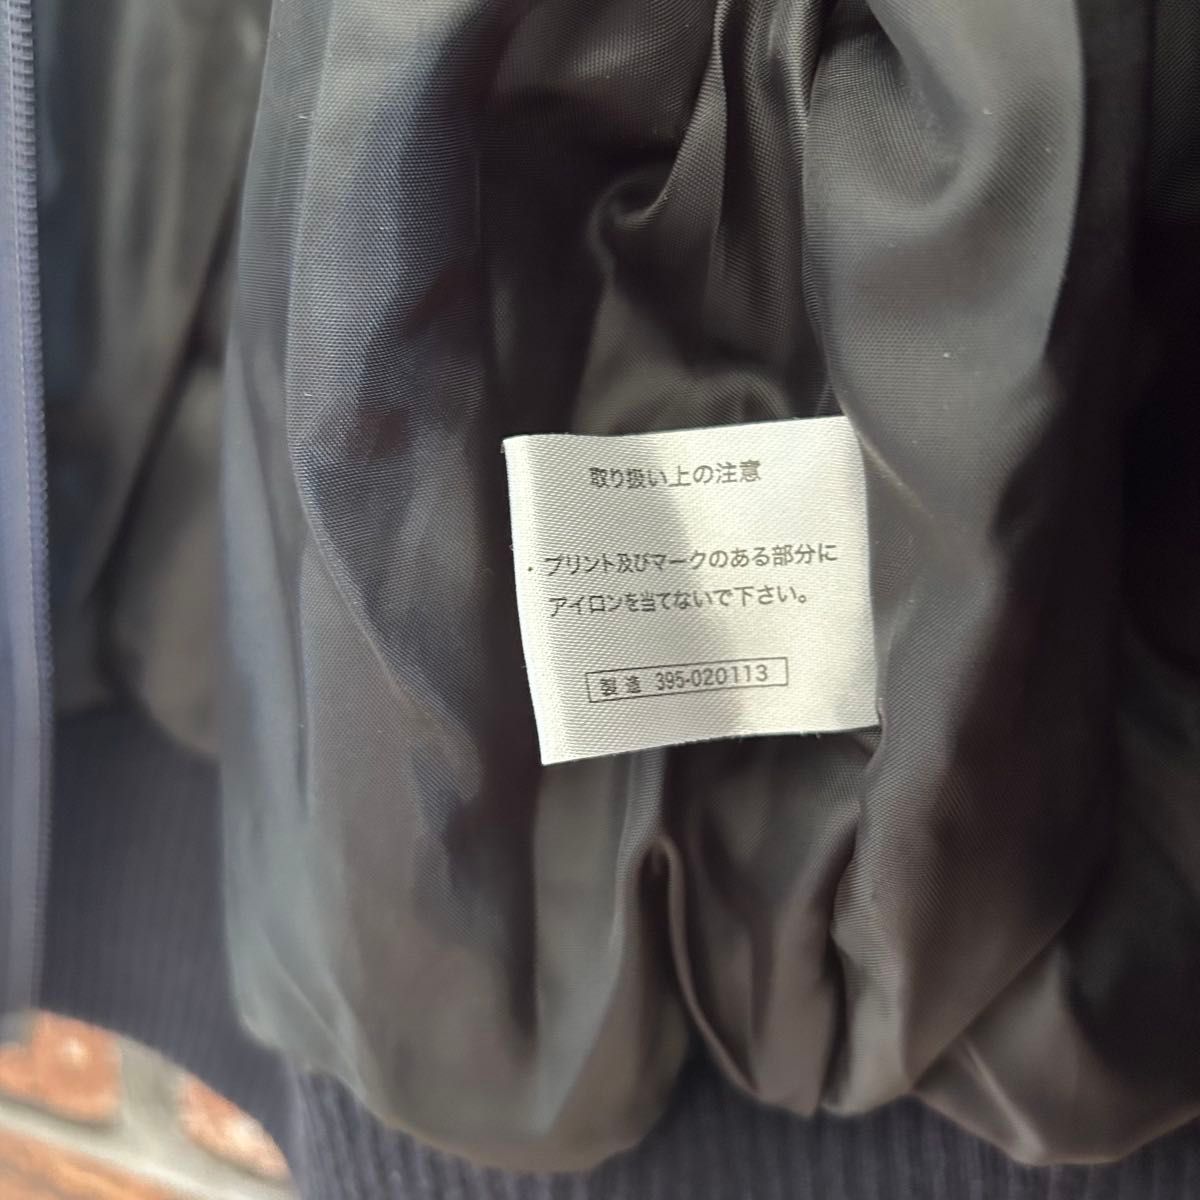 取り扱い上の注意
・プリント及びマークのある部分に
アイロンを当てないで下さい。
製造 395-020113